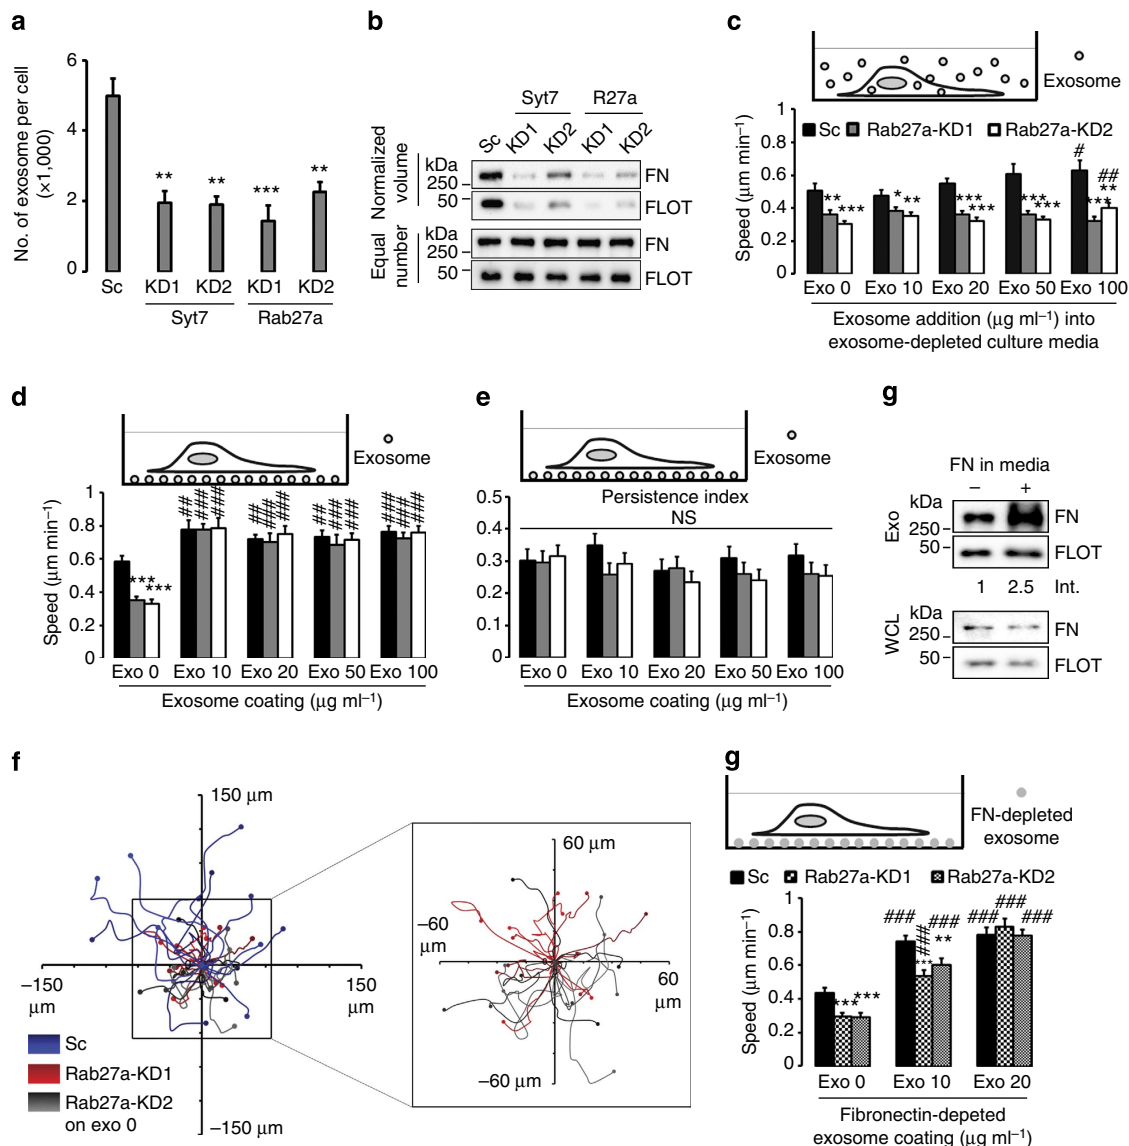 a
No. of exosome per cell
(×1,000)
6
4
2
0
**
**
***
**
Sc
KD1
KD2
KD1
KD2
Syt7
Rab27a
b
Syt7
R27a
Sc
KD1
KD2
KD1
KD2
Normalized
volume
kDa
250
50
FN
FLOT
Equal
number
kDa
250
50
FN
FLOT
c
Exosome
Speed (µm min⁻¹)
1
0.8
0.6
0.4
0.2
0
Sc
Rab27a-KD1
Rab27a-KD2
**
***
*
**
***
***
***
***
#
***
##
**
Exo 0
Exo 10
Exo 20
Exo 50
Exo 100
Exosome addition (µg ml⁻¹) into
exosome-depleted culture media
d
Exosome
Speed (µm min⁻¹)
1
0.8
0.6
0.4
0.2
0
***
***
Exo 0
Exo 10
Exo 20
Exo 50
Exo 100
Exosome coating (µg ml⁻¹)
e
Exosome
Persistence index
NS
0.5
0.4
0.3
0.2
0.1
0
Exo 0
Exo 10
Exo 20
Exo 50
Exo 100
Exosome coating (µg ml⁻¹)
g
FN in media
− +
Exo
kDa
250
50
FN
FLOT
1 2.5 Int.
WCL
kDa
250
50
FN
FLOT
f
150 µm
−150
µm
150
µm
−150 µm
Sc
Rab27a-KD1
Rab27a-KD2
on exo 0
60 µm
−60
µm
60
µm
−60 µm
g
FN-depleted
exosome
Sc
Rab27a-KD1
Rab27a-KD2
Speed (µm min⁻¹)
1
0.8
0.6
0.4
0.2
0
***
***
###
***
###
**
###
###
###
Exo 0
Exo 10
Exo 20
Fibronectin-depeted
exosome coating (µg ml⁻¹)